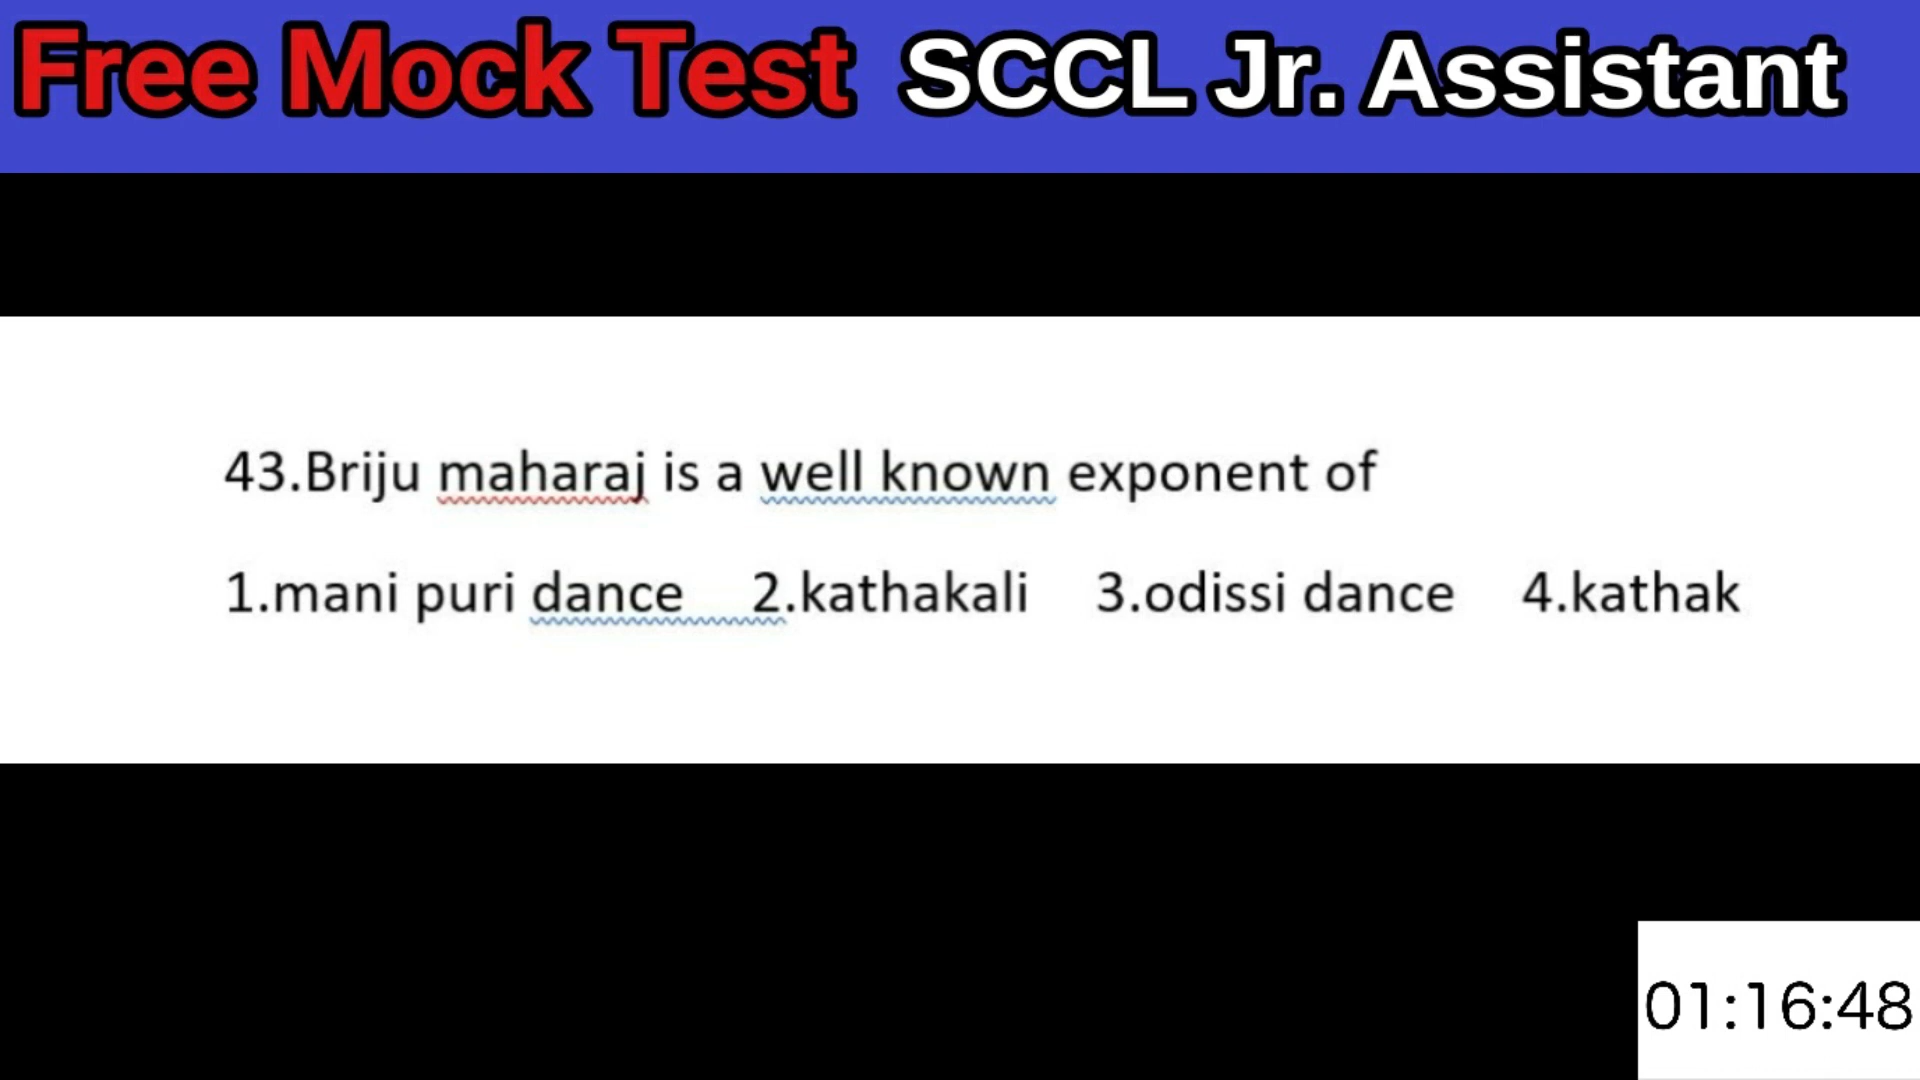 Free Mock Test SCCL Jr. Assistant
43.Briju maharaj is a well known exponent of
1.mani puri dance 2.kathakali 3.odissi dance 4.kathak
01:16:48